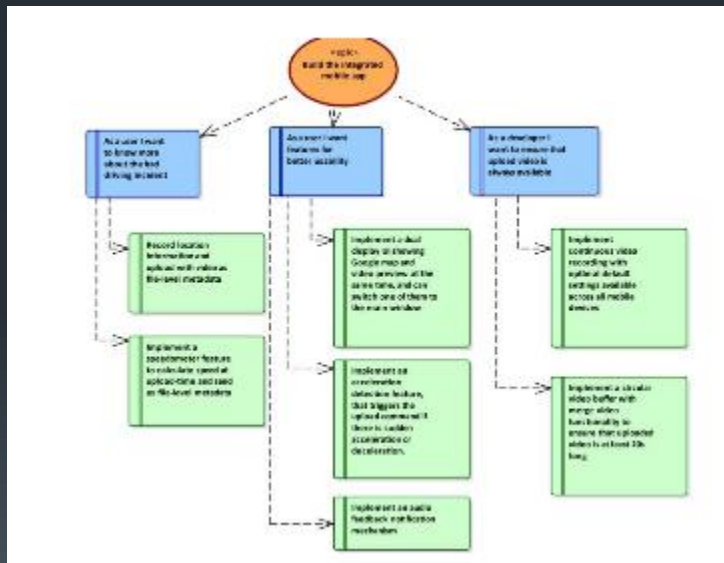 «epic»
Build the integrated
mobile app
As a user I want
to know more
about the bad
driving incident
As a user I want
features for
better usability
As a developer I
want to ensure that
upload video is
always available
Record location
information and
upload with video as
file-level metadata
Implement a
speedometer feature
to calculate speed at
upload-time and send
as file-level metadata
Implement a dual
display UI showing
Google map and
video preview at the
same time, and can
switch one of them to
the main window
Implement an
acceleration
detection feature,
that triggers the
upload command if
there is sudden
acceleration or
deceleration.
Implement an audio
feedback notification
mechanism
Implement
continuous video
recording with
optimal default
settings available
across all mobile
devices
Implement a circular
video buffer with
merge video
functionality to
ensure that uploaded
video is at least 20s
long